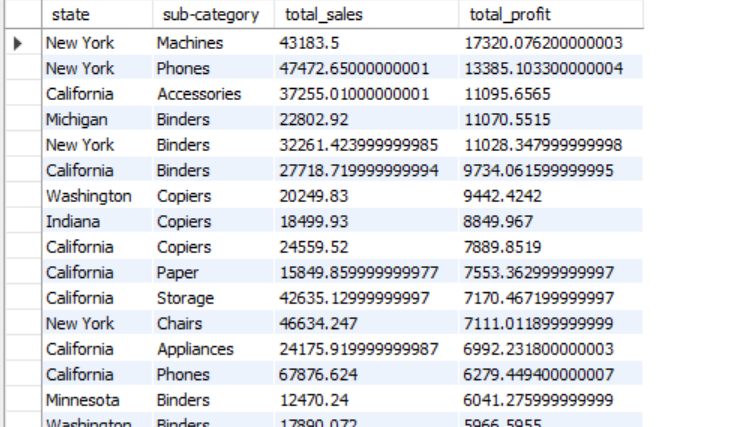 state sub-category total_sales total_profit
New York Machines 43183.5 17320.076200000003
New York Phones 47472.65000000001 13385.103300000004
California Accessories 37255.01000000001 11095.6565
Michigan Binders 22802.92 11070.5515
New York Binders 32261.423999999985 11028.347999999998
California Binders 27718.719999999994 9734.061599999995
Washington Copiers 20249.83 9442.4242
Indiana Copiers 18499.93 8849.967
California Copiers 24559.52 7889.8519
California Paper 15849.859999999977 7553.362999999997
California Storage 42635.12999999997 7170.467199999997
New York Chairs 46634.247 7111.011899999999
California Appliances 24175.919999999987 6992.231800000003
California Phones 67876.624 6279.449400000007
Minnesota Binders 12470.24 6041.275999999999
Washington Binders 17890.072 5966.5955